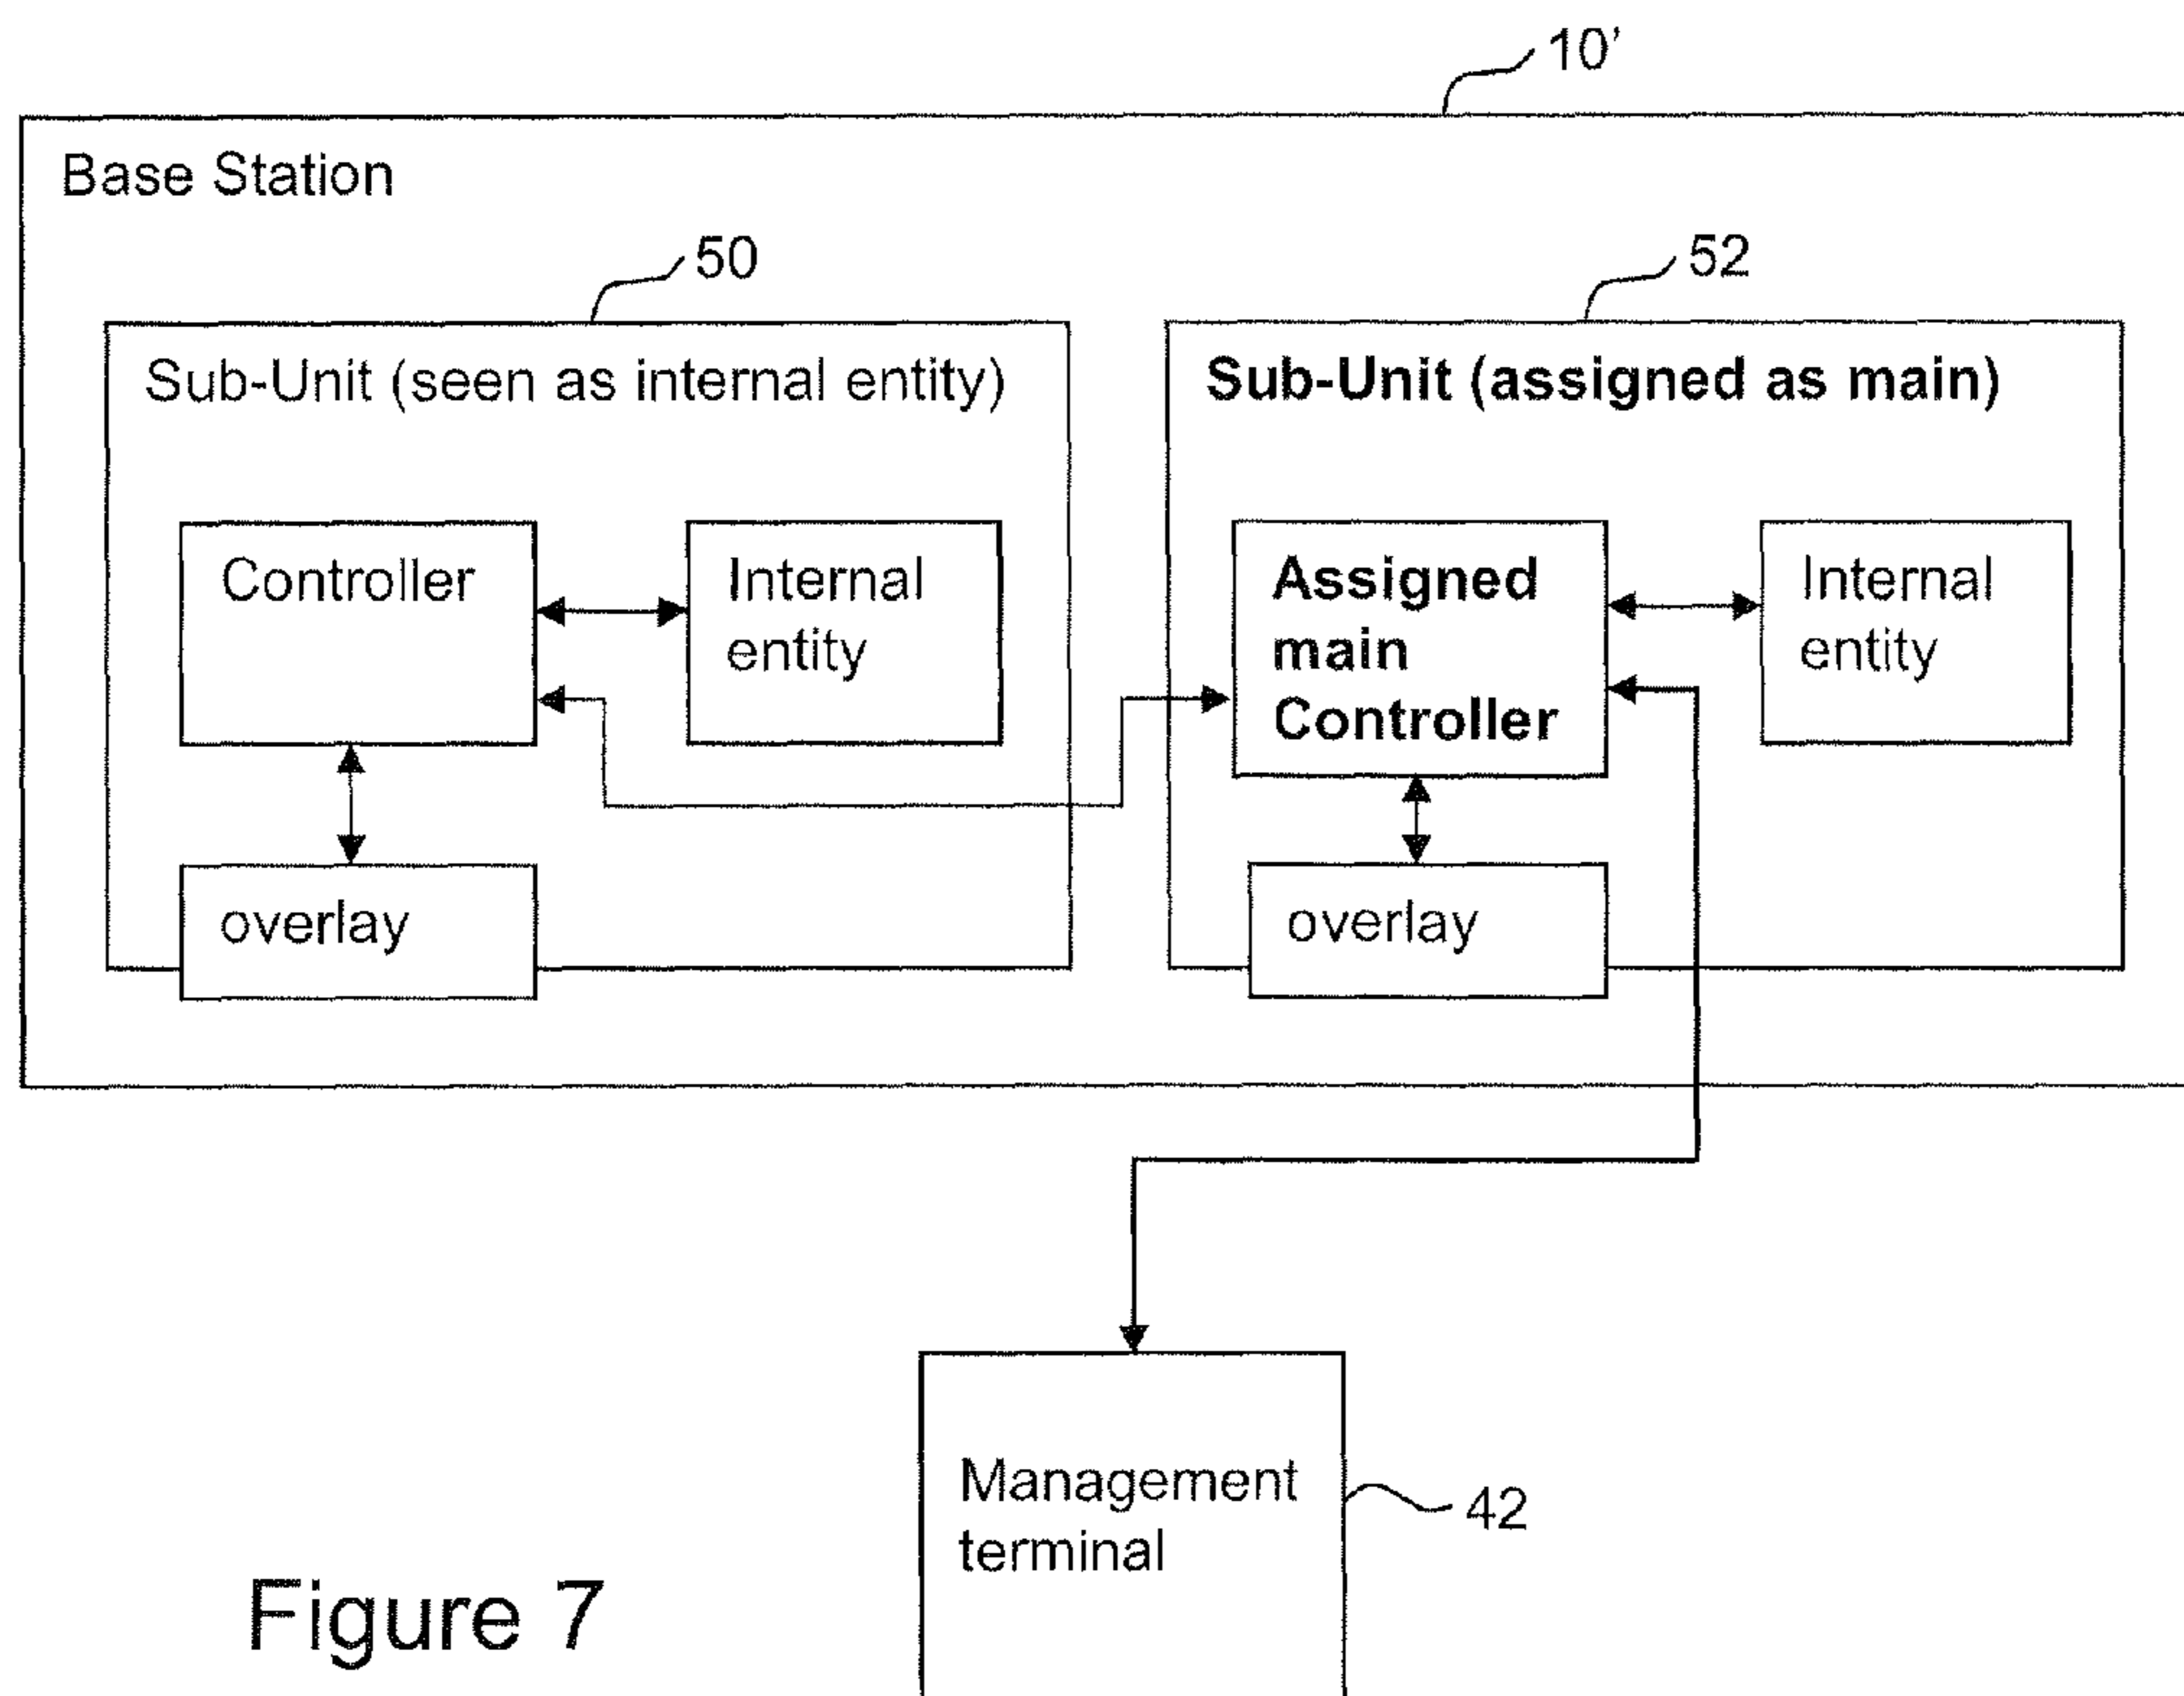 10'
Base Station
50
52
Sub-Unit (seen as internal entity)
Sub-Unit (assigned as main)
Controller
Internal
entity
Assigned
main
Controller
Internal
entity
overlay
overlay
Management
terminal
42
Figure 7